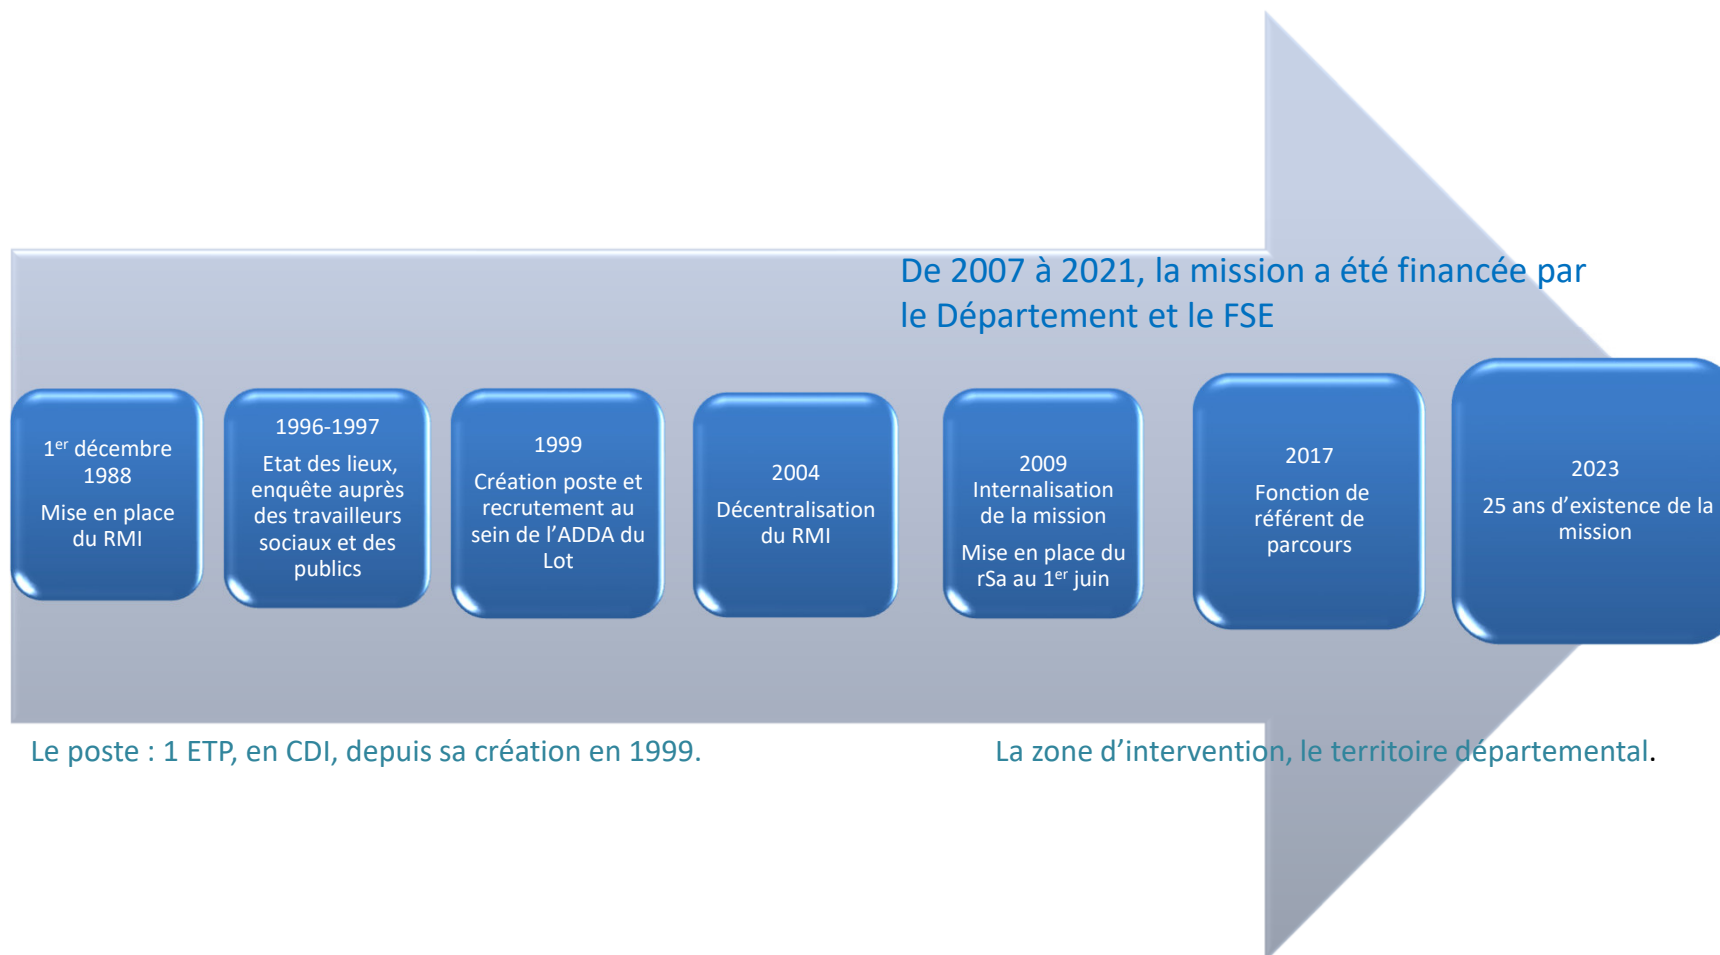 De 2007 à 2021, la mission a été financée par
le Département et le FSE
1er décembre
1988
Mise en place
du RMI
1996-1997
Etat des lieux,
enquête auprès
des travailleurs
sociaux et des
publics
1999
Création poste et
recrutement au
sein de l’ADDA du
Lot
2004
Décentralisation
du RMI
2009
Internalisation
de la mission
Mise en place du
rSa au 1er juin
2017
Fonction de
référent de
parcours
2023
25 ans d’existence de la
mission
Le poste : 1 ETP, en CDI, depuis sa création en 1999.
La zone d’intervention, le territoire départemental.